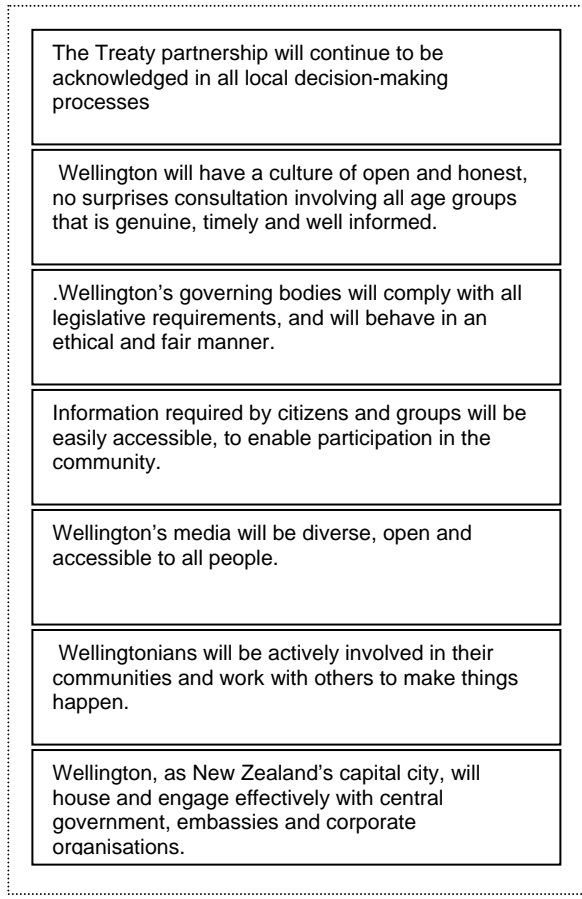 The Treaty partnership will continue to be
acknowledged in all local decision-making
processes
Wellington will have a culture of open and honest,
no surprises consultation involving all age groups
that is genuine, timely and well informed.
.Wellington’s governing bodies will comply with all
legislative requirements, and will behave in an
ethical and fair manner.
Information required by citizens and groups will be
easily accessible, to enable participation in the
community.
Wellington’s media will be diverse, open and
accessible to all people.
Wellingtonians will be actively involved in their
communities and work with others to make things
happen.
Wellington, as New Zealand’s capital city, will
house and engage effectively with central
government, embassies and corporate
organisations.